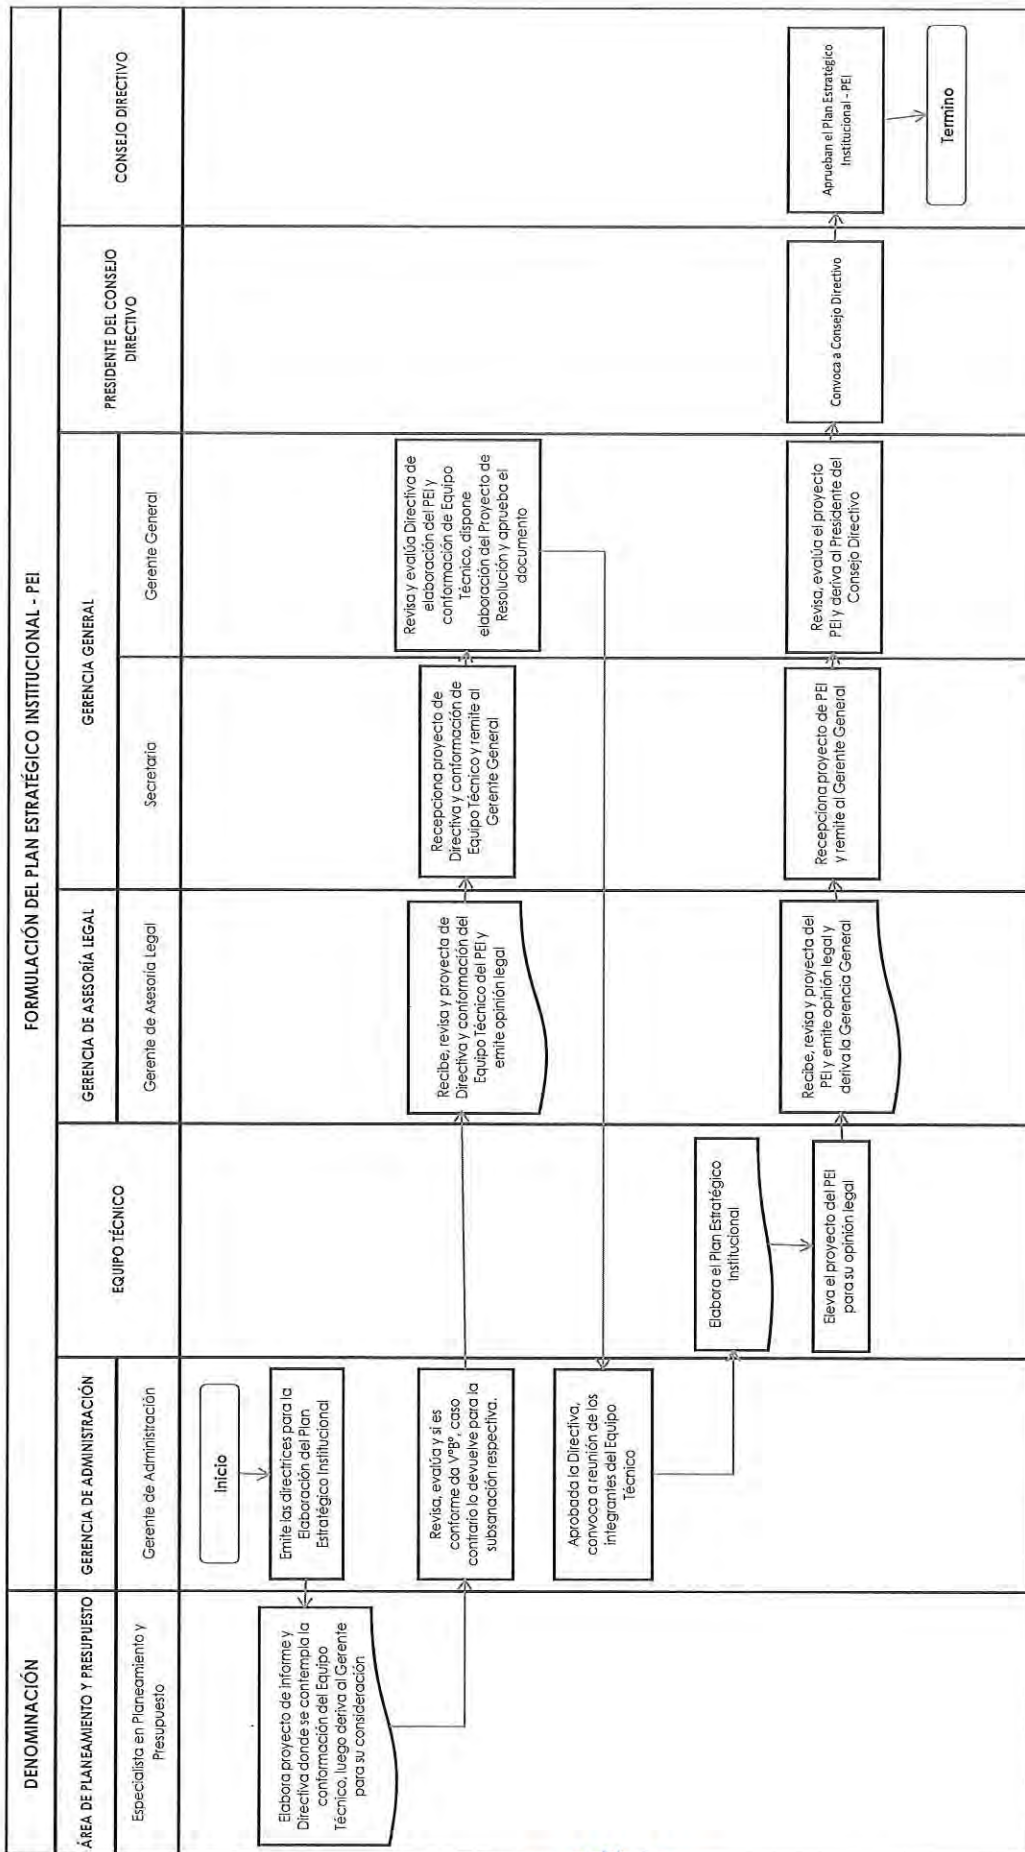 DENOMINACIÓN
FORMULACIÓN DEL PLAN ESTRATÉGICO INSTITUCIONAL - PEI
ÁREA DE PLANEAMIENTO Y PRESUPUESTO
GERENCIA DE ADMINISTRACIÓN
EQUIPO TÉCNICO
GERENCIA DE ASESORÍA LEGAL
GERENCIA GENERAL
PRESIDENTE DEL CONSEJO
DIRECTIVO
CONSEJO DIRECTIVO
Especialista en Planeamiento y
Presupuesto
Gerente de Administración
Gerente de Asesoría Legal
Secretaria
Gerente General
Inicio
Emite las directrices para la
Elaboración del Plan
Estratégico Institucional
Elabora proyecto de informe y
Directiva donde se contempla la
conformación del Equipo
Técnico, luego deriva al Gerente
para su consideración
Revisa, evalúa y si es
conforme da V°B°, caso
contrario lo devuelve para la
subsanación respectiva.
Recibe, revisa y proyecta de
Directiva y conformación del
Equipo Técnico del PEI y
emite opinión legal
Recepciona proyecto de
Directiva y conformación de
Equipo Técnico y remite al
Gerente General
Revisa y evalúa Directiva de
elaboración del PEI y
conformación de Equipo
Técnico, dispone
elaboración del Proyecto de
Resolución y aprueba el
documento
Aprobada la Directiva,
convoca a reunión de los
integrantes del Equipo
Técnico
Elabora el Plan Estratégico
Institucional
Eleva el proyecto del PEI
para su opinión legal
Recibe, revisa y proyecta del
PEI y emite opinión legal y
deriva la Gerencia General
Recepciona proyecto de PEI
y remite al Gerente General
Revisa, evalúa el proyecto
PEI y deriva al Presidente del
Consejo Directivo
Convoca a Consejo Directivo
Aprueban el Plan Estratégico
Institucional - PEI
Termino